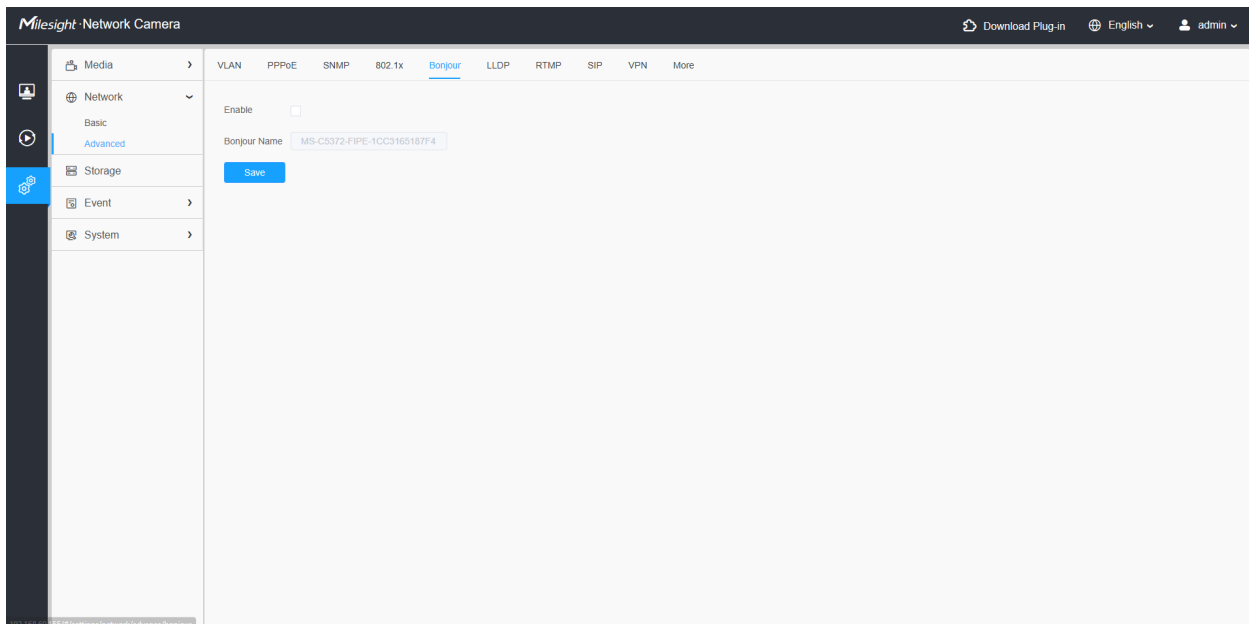 Milesight · Network Camera
Download Plug-in
English
admin
Media
Network
Basic
Advanced
Storage
Event
System
VLAN PPPoE SNMP 802.1x Bonjour LLDP RTMP SIP VPN More
Enable
Bonjour Name MS-C5372-FIPE-1CC3165187F4
Save